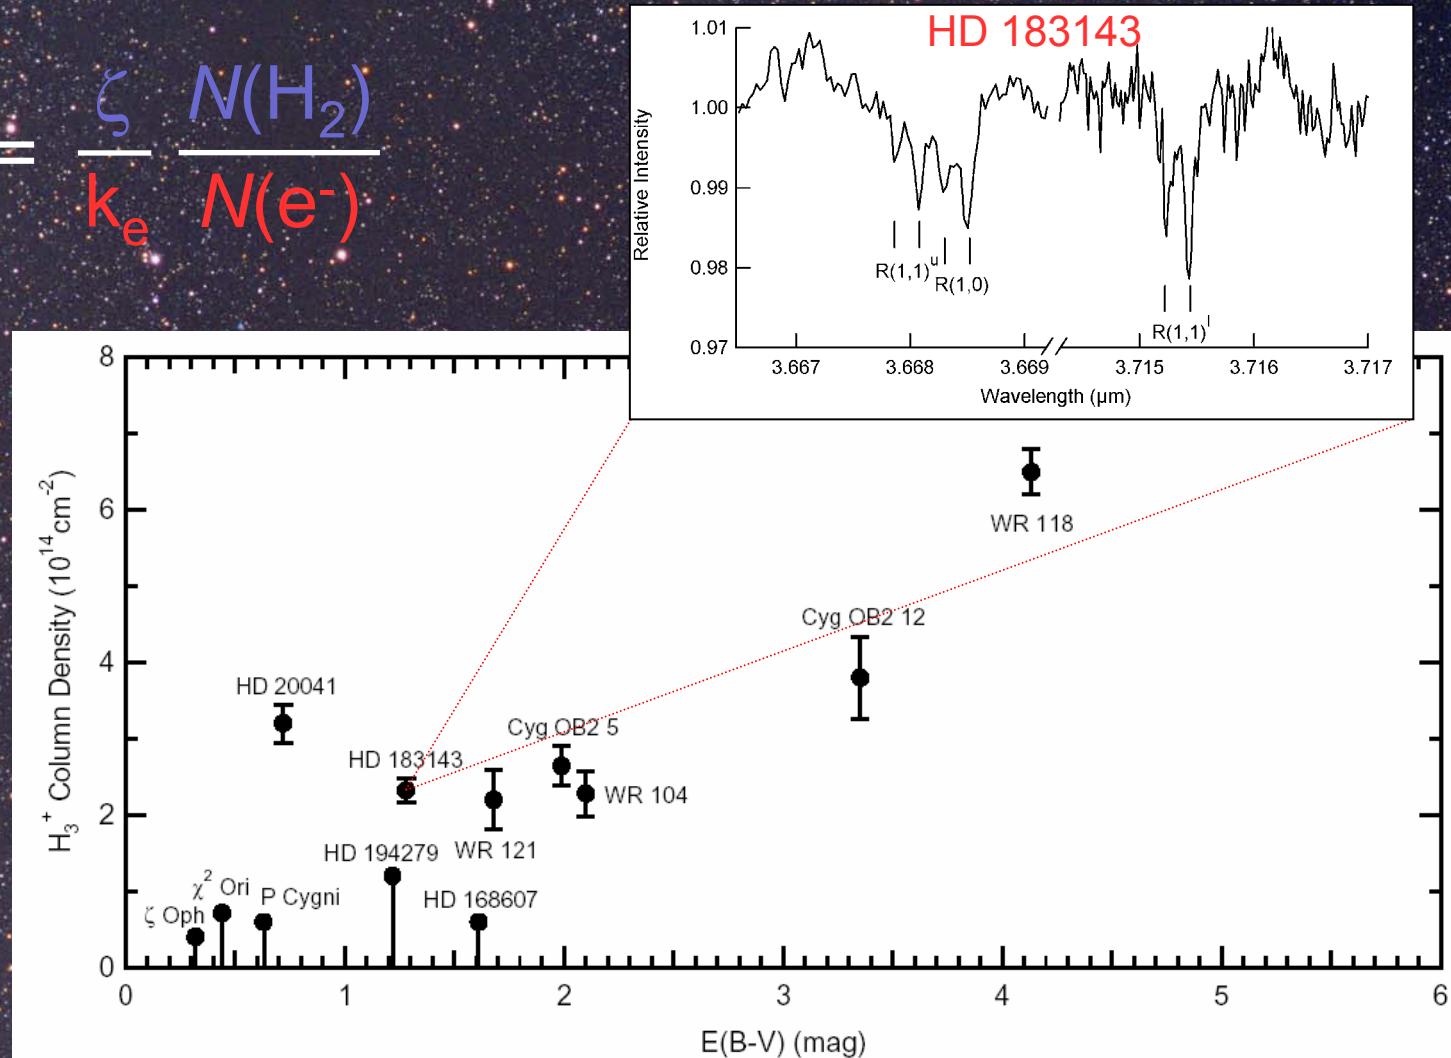 = ζ/kₑ N(H₂)/N(e⁻)
HD 183143
1.01
1.00
0.99
0.98
0.97
Relative Intensity
R(1,1)ᵘ
R(1,0)
R(1,1)ˡ
3.667
3.668
3.669
3.715
3.716
3.717
Wavelength (µm)
8
6
4
2
0
H₃⁺ Column Density (10¹⁴cm⁻²)
WR 118
Cyg OB2 12
HD 20041
Cyg OB2 5
HD 183143
WR 104
HD 194279
WR 121
χ² Ori
P Cygni
HD 168607
ζ Oph
0
1
2
3
4
5
6
E(B-V) (mag)